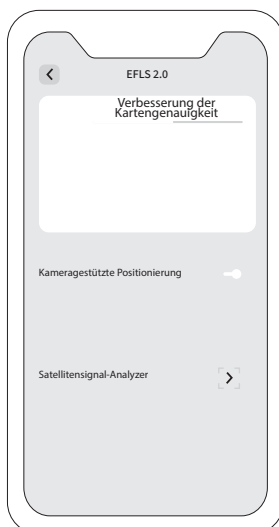 EFLS 2.0
Verbesserung der
Kartengenauigkeit
Kameragestützte Positionierung
Satellitensignal-Analyzer